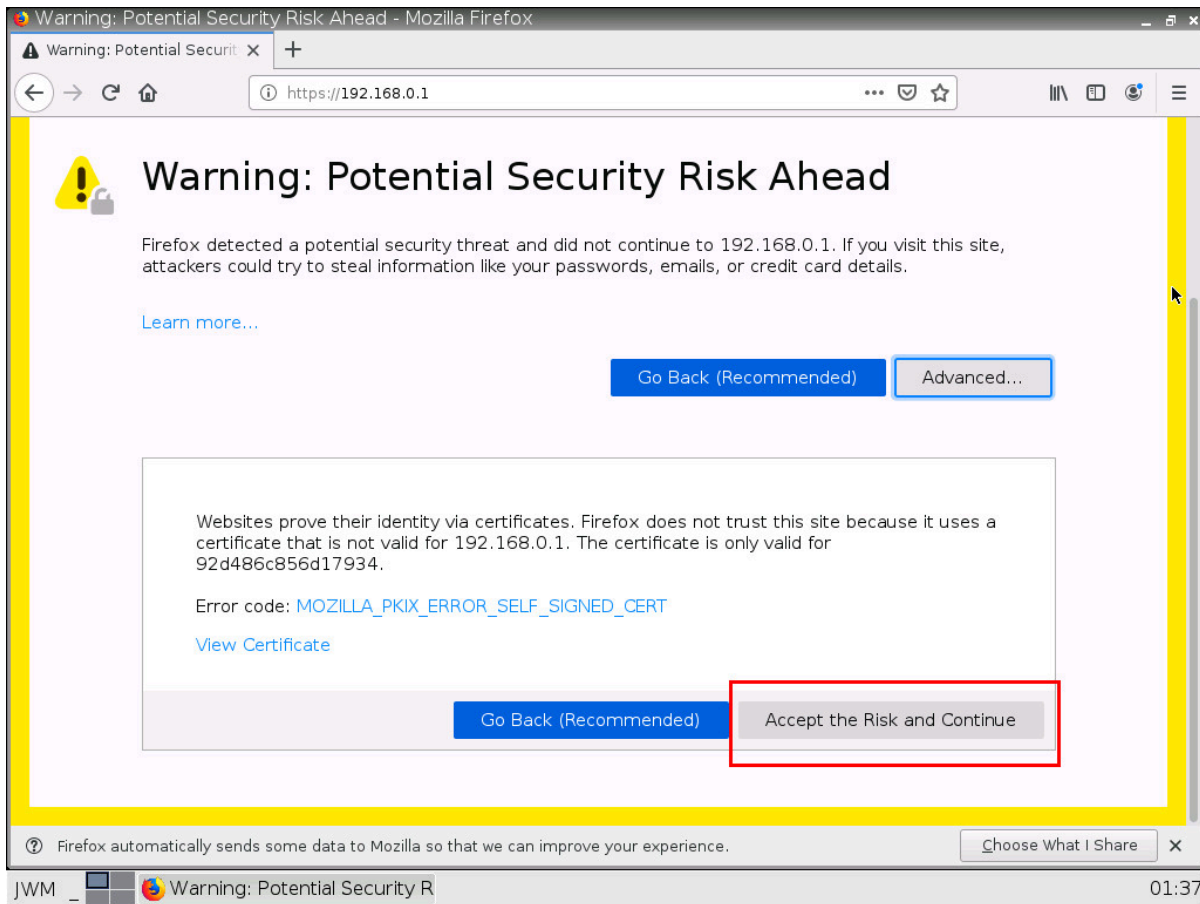 Warning: Potential Security Risk Ahead - Mozilla Firefox
Warning: Potential Securit
https://192.168.0.1
Warning: Potential Security Risk Ahead
Firefox detected a potential security threat and did not continue to 192.168.0.1. If you visit this site,
attackers could try to steal information like your passwords, emails, or credit card details.
Learn more...
Go Back (Recommended) Advanced...
Websites prove their identity via certificates. Firefox does not trust this site because it uses a
certificate that is not valid for 192.168.0.1. The certificate is only valid for
92d486c856d17934.
Error code: MOZILLA_PKIX_ERROR_SELF_SIGNED_CERT
View Certificate
Go Back (Recommended) Accept the Risk and Continue
Firefox automatically sends some data to Mozilla so that we can improve your experience. Choose What I Share
JWM _ Warning: Potential Security R 01:37